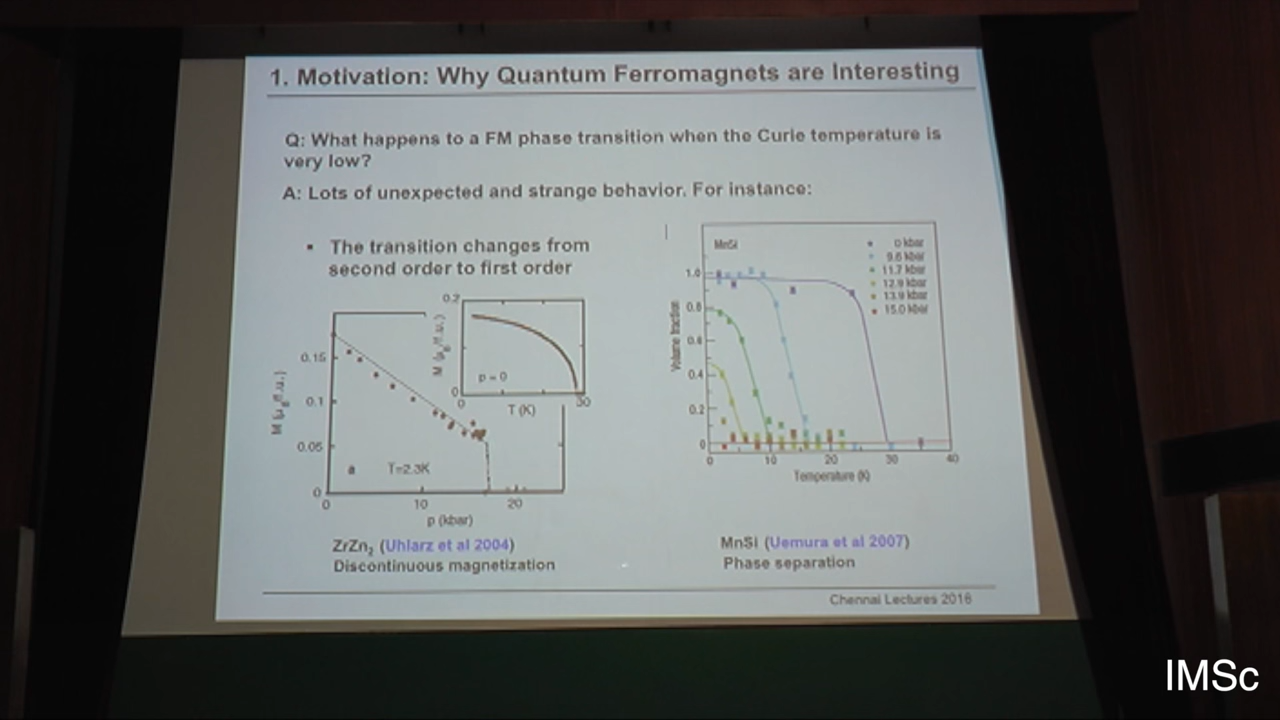 1. Motivation: Why Quantum Ferromagnets are Interesting
Q: What happens to a FM phase transition when the Curie temperature is
very low?
A: Lots of unexpected and strange behavior. For instance:
▪ The transition changes from
second order to first order
0.2
M (μB/f.u.)
0
p = 0
0
T (K)
30
0.15
0.1
0.05
0
M (μB/f.u.)
a
T=2.3K
0
10
20
p (kbar)
ZrZn₂ (Uhlarz et al 2004)
Discontinuous magnetization
MnSi
0 kbar
9.6 kbar
11.7 kbar
12.9 kbar
13.9 kbar
15.0 kbar
1.0
0.8
0.6
0.4
0.2
0
Volume fraction
0
10
20
30
40
Temperature (K)
MnSi (Uemura et al 2007)
Phase separation
Chennai Lectures 2016
IMSc